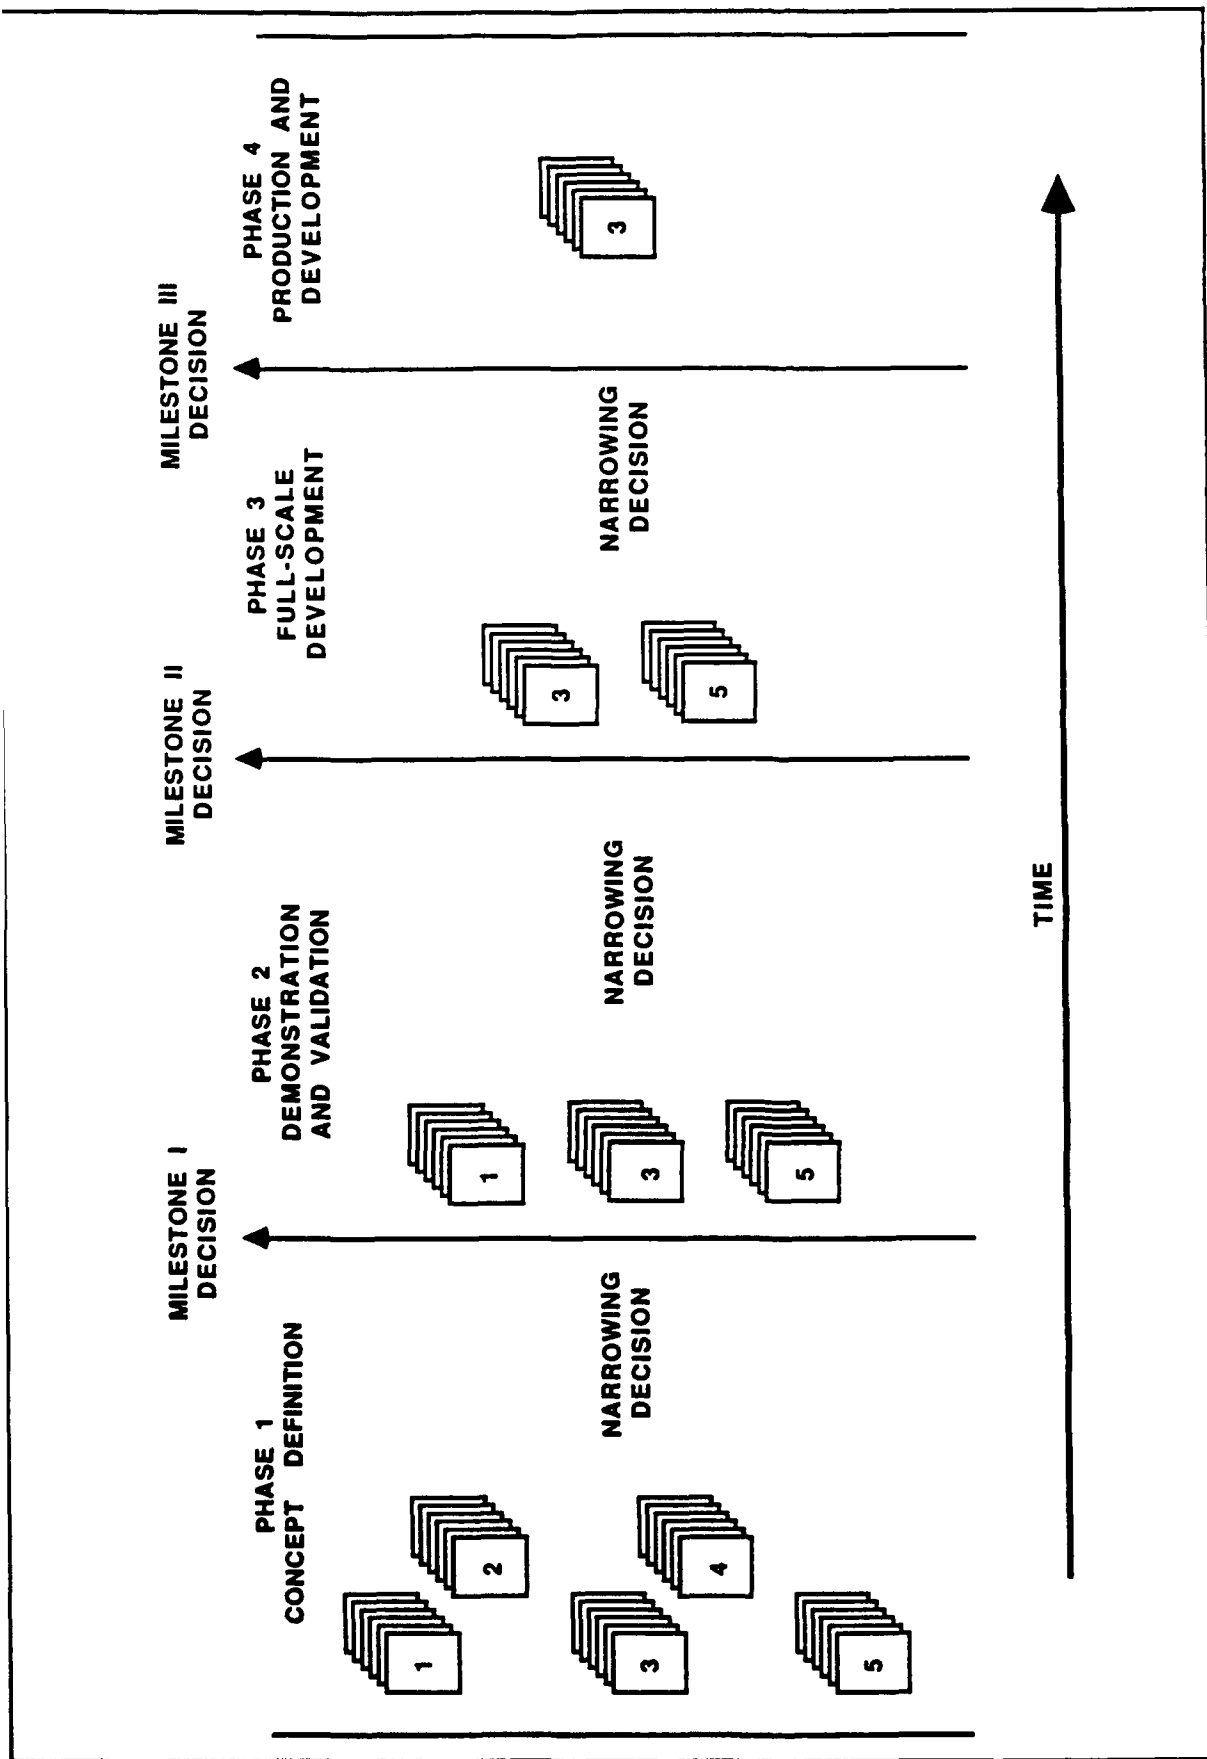 MILESTONE I
DECISION
MILESTONE II
DECISION
MILESTONE III
DECISION
PHASE 1
CONCEPT DEFINITION
PHASE 2
DEMONSTRATION
AND VALIDATION
PHASE 3
FULL-SCALE
DEVELOPMENT
PHASE 4
PRODUCTION AND
DEVELOPMENT
1
2
3
4
5
NARROWING
DECISION
1
3
5
NARROWING
DECISION
3
5
NARROWING
DECISION
3
TIME